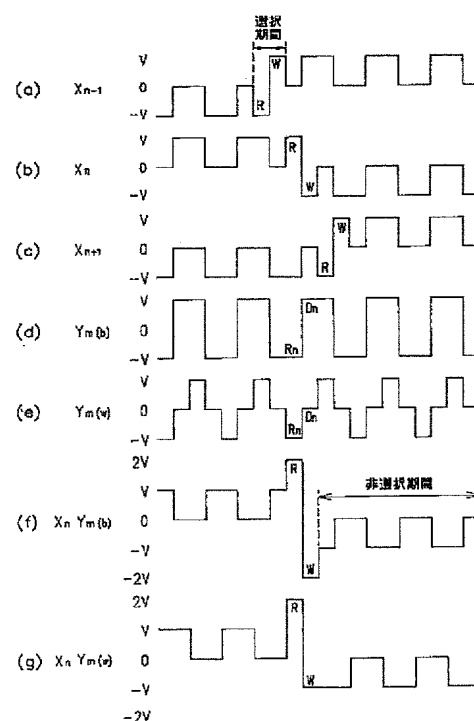 選択
期間
V
0
-V
(a) Xn-1
R
W
V
0
-V
(b) Xn
R
W
V
0
-V
(c) Xn+1
R
W
V
0
-V
(d) Ym(b)
Rn
Dn
V
0
-V
(e) Ym(w)
Rn
Dn
2V
V
0
-V
-2V
(f) Xn Ym(b)
R
W
非選択期間
2V
V
0
-V
-2V
(g) Xn Ym(w)
R
W